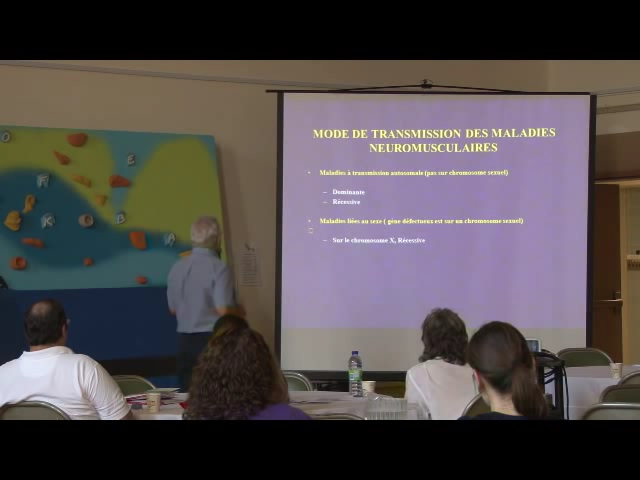 MODE DE TRANSMISSION DES MALADIES
NEUROMUSCULAIRES
• Maladies à transmission autosomale (pas sur chromosome sexuel)
– Dominante
– Récessive
• Maladies liées au sexe ( gène défectueux est sur un chromosome sexuel)
– Sur le chromosome X, Récessive